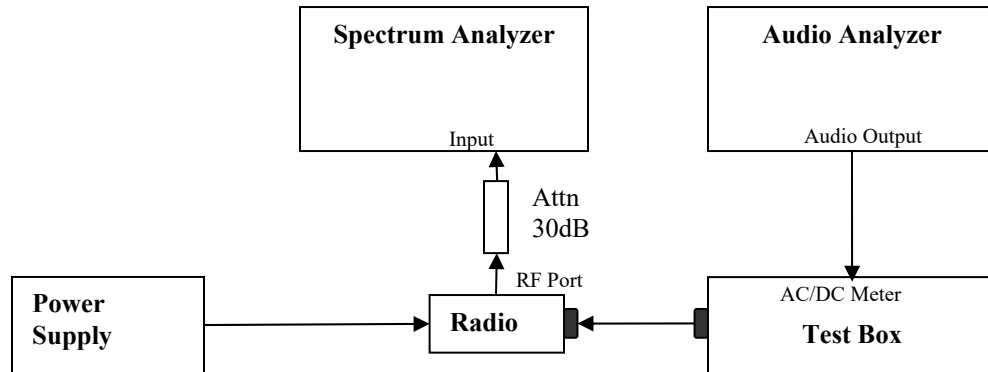 Spectrum Analyzer
Audio Analyzer
Input
Audio Output
Attn
30dB
RF Port
Power
Supply
Radio
AC/DC Meter
Test Box